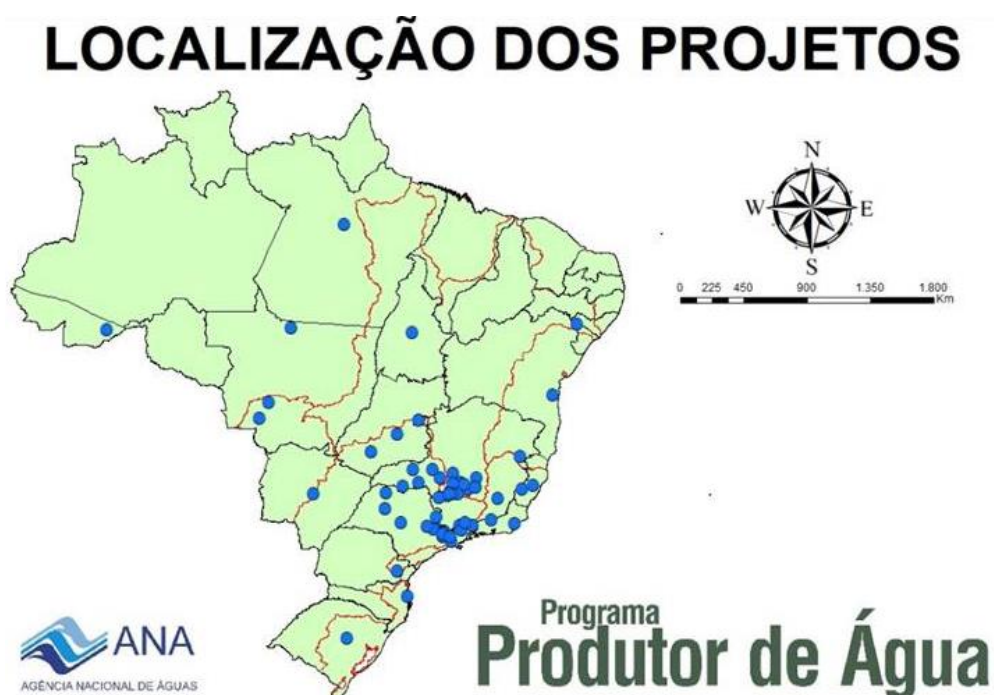 LOCALIZAÇÃO DOS PROJETOS
N
W E
S
0 225 450 900 1.350 1.800
Km
ANA
AGÊNCIA NACIONAL DE ÁGUAS
Programa
Produtor de Água